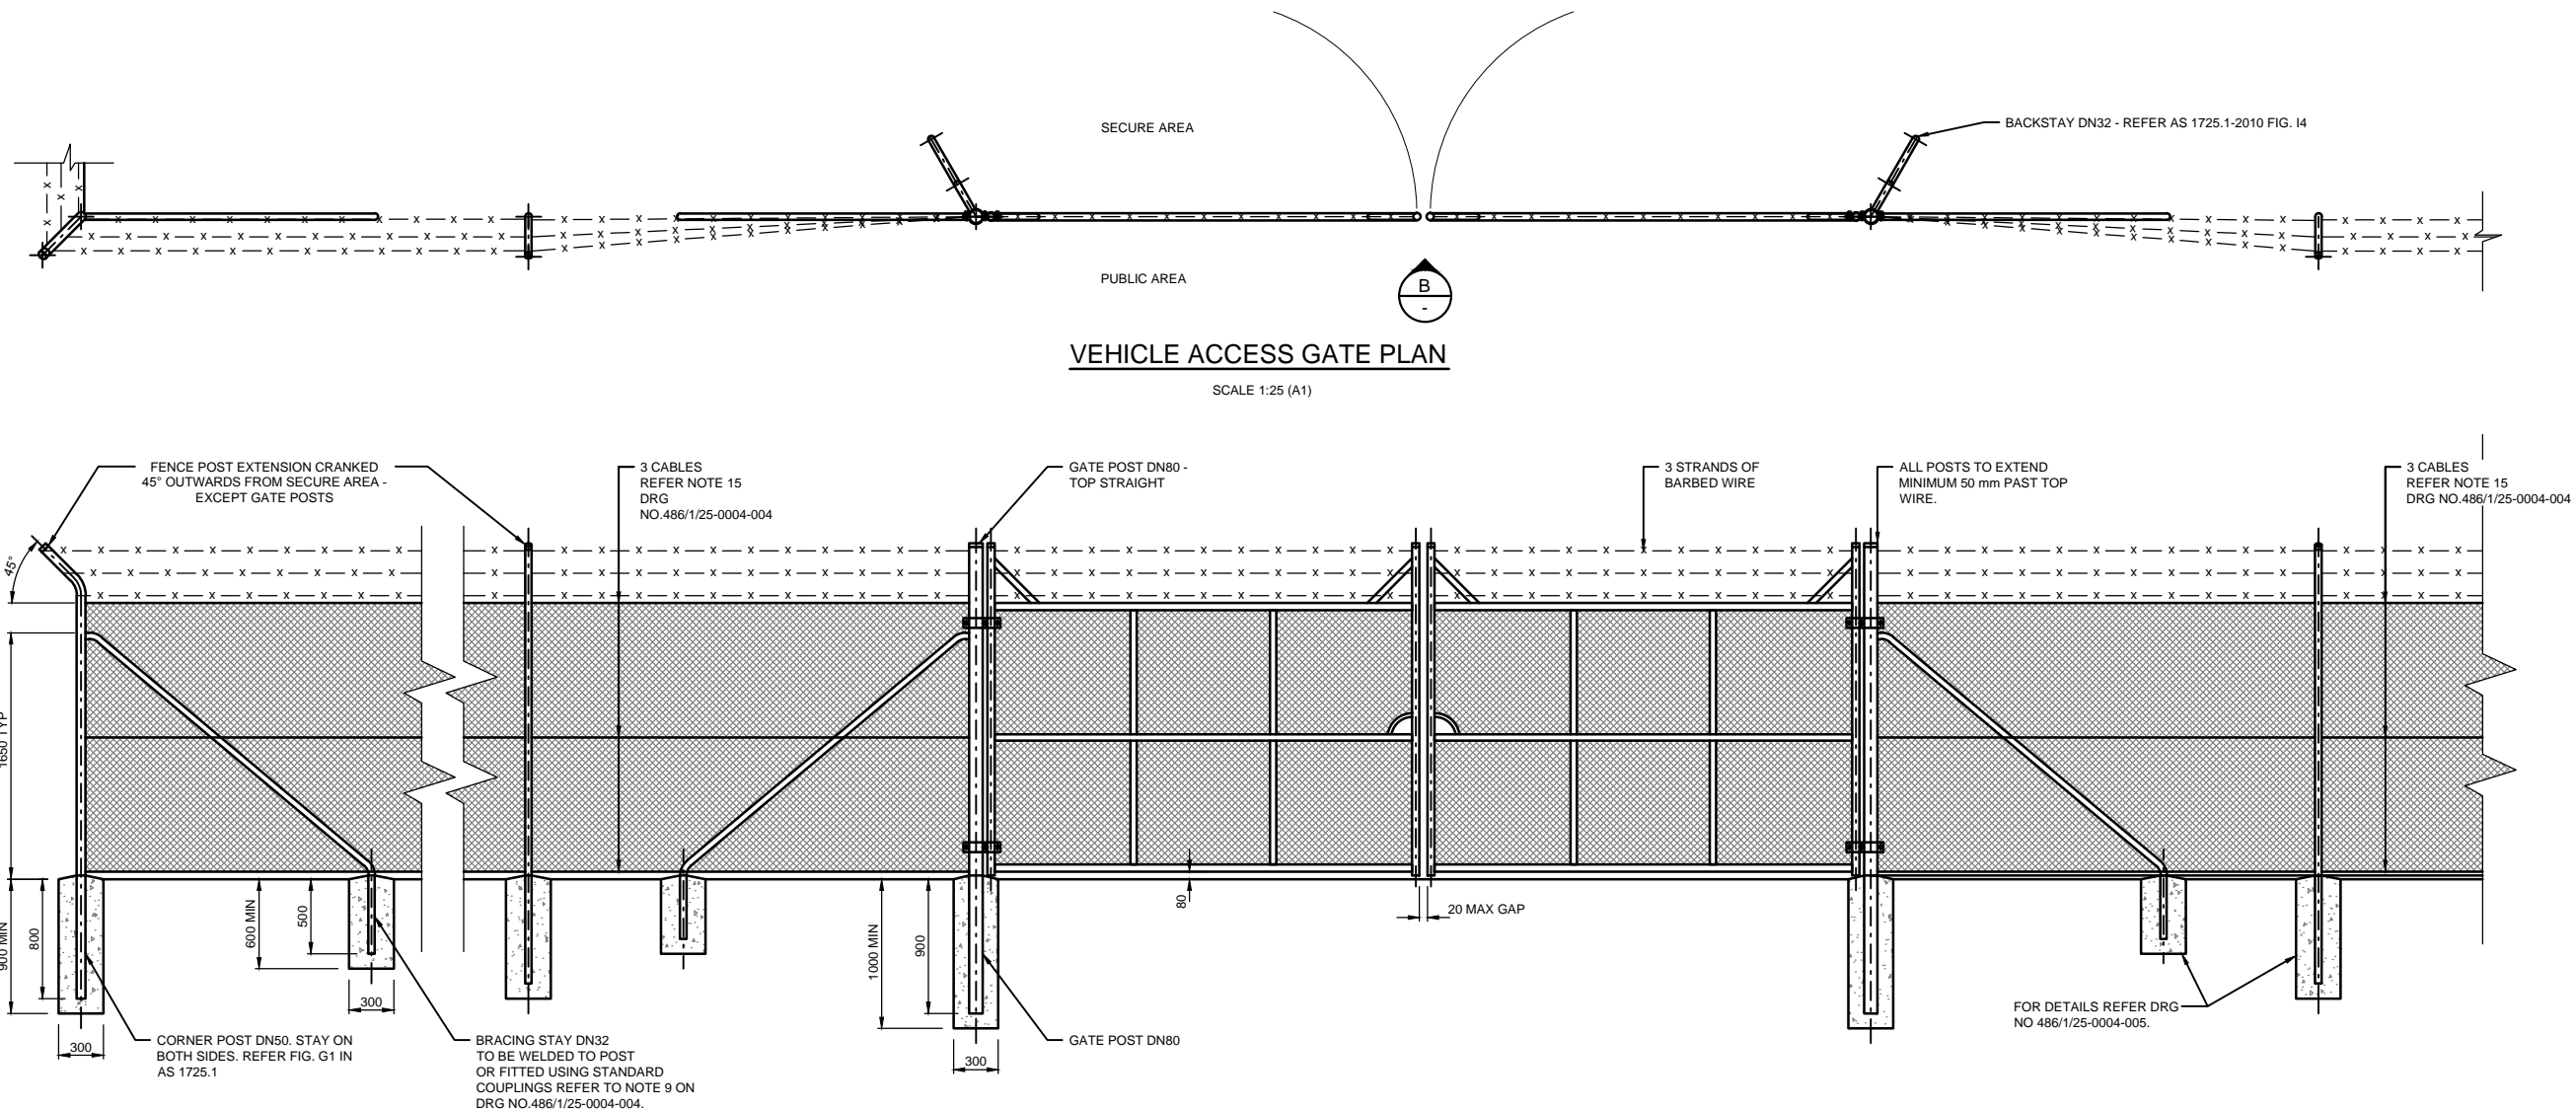 SECURE AREA
BACKSTAY DN32 - REFER AS 1725.1-2010 FIG. I4
PUBLIC AREA
B
-
VEHICLE ACCESS GATE PLAN
SCALE 1:25 (A1)
FENCE POST EXTENSION CRANKED
45° OUTWARDS FROM SECURE AREA -
EXCEPT GATE POSTS
3 CABLES
REFER NOTE 15
DRG
NO.486/1/25-0004-004
GATE POST DN80 -
TOP STRAIGHT
3 STRANDS OF
BARBED WIRE
ALL POSTS TO EXTEND
MINIMUM 50 mm PAST TOP
WIRE.
3 CABLES
REFER NOTE 15
DRG NO.486/1/25-0004-004
45°
1650 TYP
900 MIN
800
600 MIN
500
1000 MIN
900
80
20 MAX GAP
300
300
300
CORNER POST DN50. STAY ON
BOTH SIDES. REFER FIG. G1 IN
AS 1725.1
BRACING STAY DN32
TO BE WELDED TO POST
OR FITTED USING STANDARD
COUPLINGS REFER TO NOTE 9 ON
DRG NO.486/1/25-0004-004.
GATE POST DN80
FOR DETAILS REFER DRG
NO 486/1/25-0004-005.